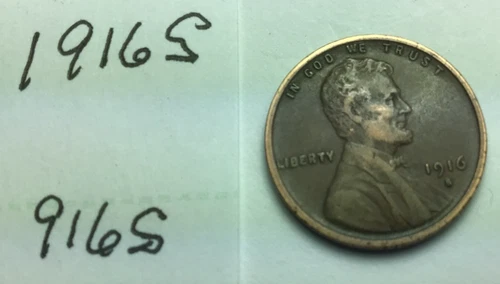 1916S
916S
IN GOD WE TRUST
LIBERTY
1916
S